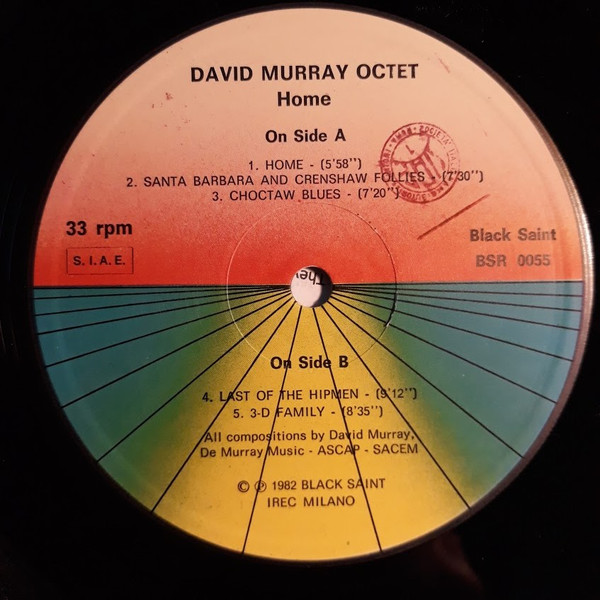 DAVID MURRAY OCTET
Home
On Side A
1. HOME - (5'58'')
2. SANTA BARBARA AND CRENSHAW FOLLIES - (7'30'')
3. CHOCTAW BLUES - (7'20'')
33 rpm
S.I.A.E.
Black Saint
BSR 0055
On Side B
4. LAST OF THE HIPMEN - (9'12'')
5. 3-D FAMILY - (8'35'')
All compositions by David Murray,
De Murray Music - ASCAP - SACEM
© ℗ 1982 BLACK SAINT
IREC MILANO